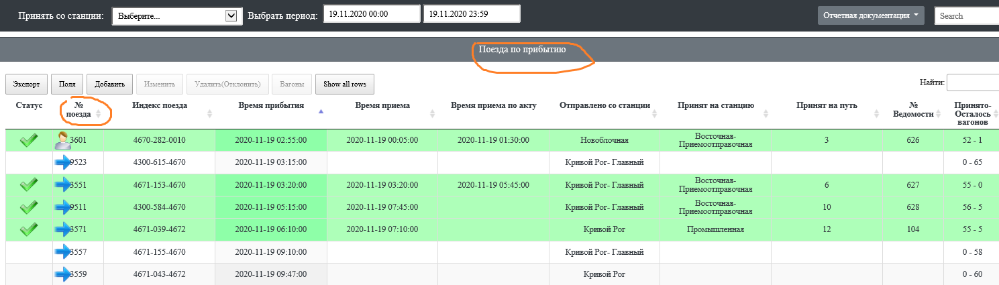 Принять со станции: Выберите... Выбрать период: 19.11.2020 00:00 19.11.2020 23:59 Отчетная документация Search
Поезда по прибытию
Экспорт Поля Добавить Изменить Удалить(Отклонить) Вагоны Show all rows Найти:
Статус № поезда Индекс поезда Время прибытия Время приема Время приема по акту Отправлено со станции Принят на станцию Принят на путь № Ведомости Принято-Осталось вагонов
3601 4670-282-0010 2020-11-19 02:55:00 2020-11-19 00:05:00 2020-11-19 01:30:00 Новоблочная Восточная-Приемоотправочная 3 626 52 - 1
9523 4300-615-4670 2020-11-19 03:15:00 Кривой Рог- Главный 0 - 65
3551 4671-153-4670 2020-11-19 03:20:00 2020-11-19 03:20:00 2020-11-19 05:45:00 Кривой Рог- Главный Восточная-Приемоотправочная 6 627 55 - 0
9511 4300-584-4670 2020-11-19 05:15:00 2020-11-19 07:45:00 Кривой Рог- Главный Восточная-Приемоотправочная 10 628 56 - 5
3571 4671-039-4672 2020-11-19 06:10:00 2020-11-19 07:10:00 Кривой Рог Промышленная 12 104 55 - 5
3557 4671-155-4670 2020-11-19 09:10:00 Кривой Рог- Главный 0 - 58
3559 4671-043-4672 2020-11-19 09:47:00 Кривой Рог 0 - 60